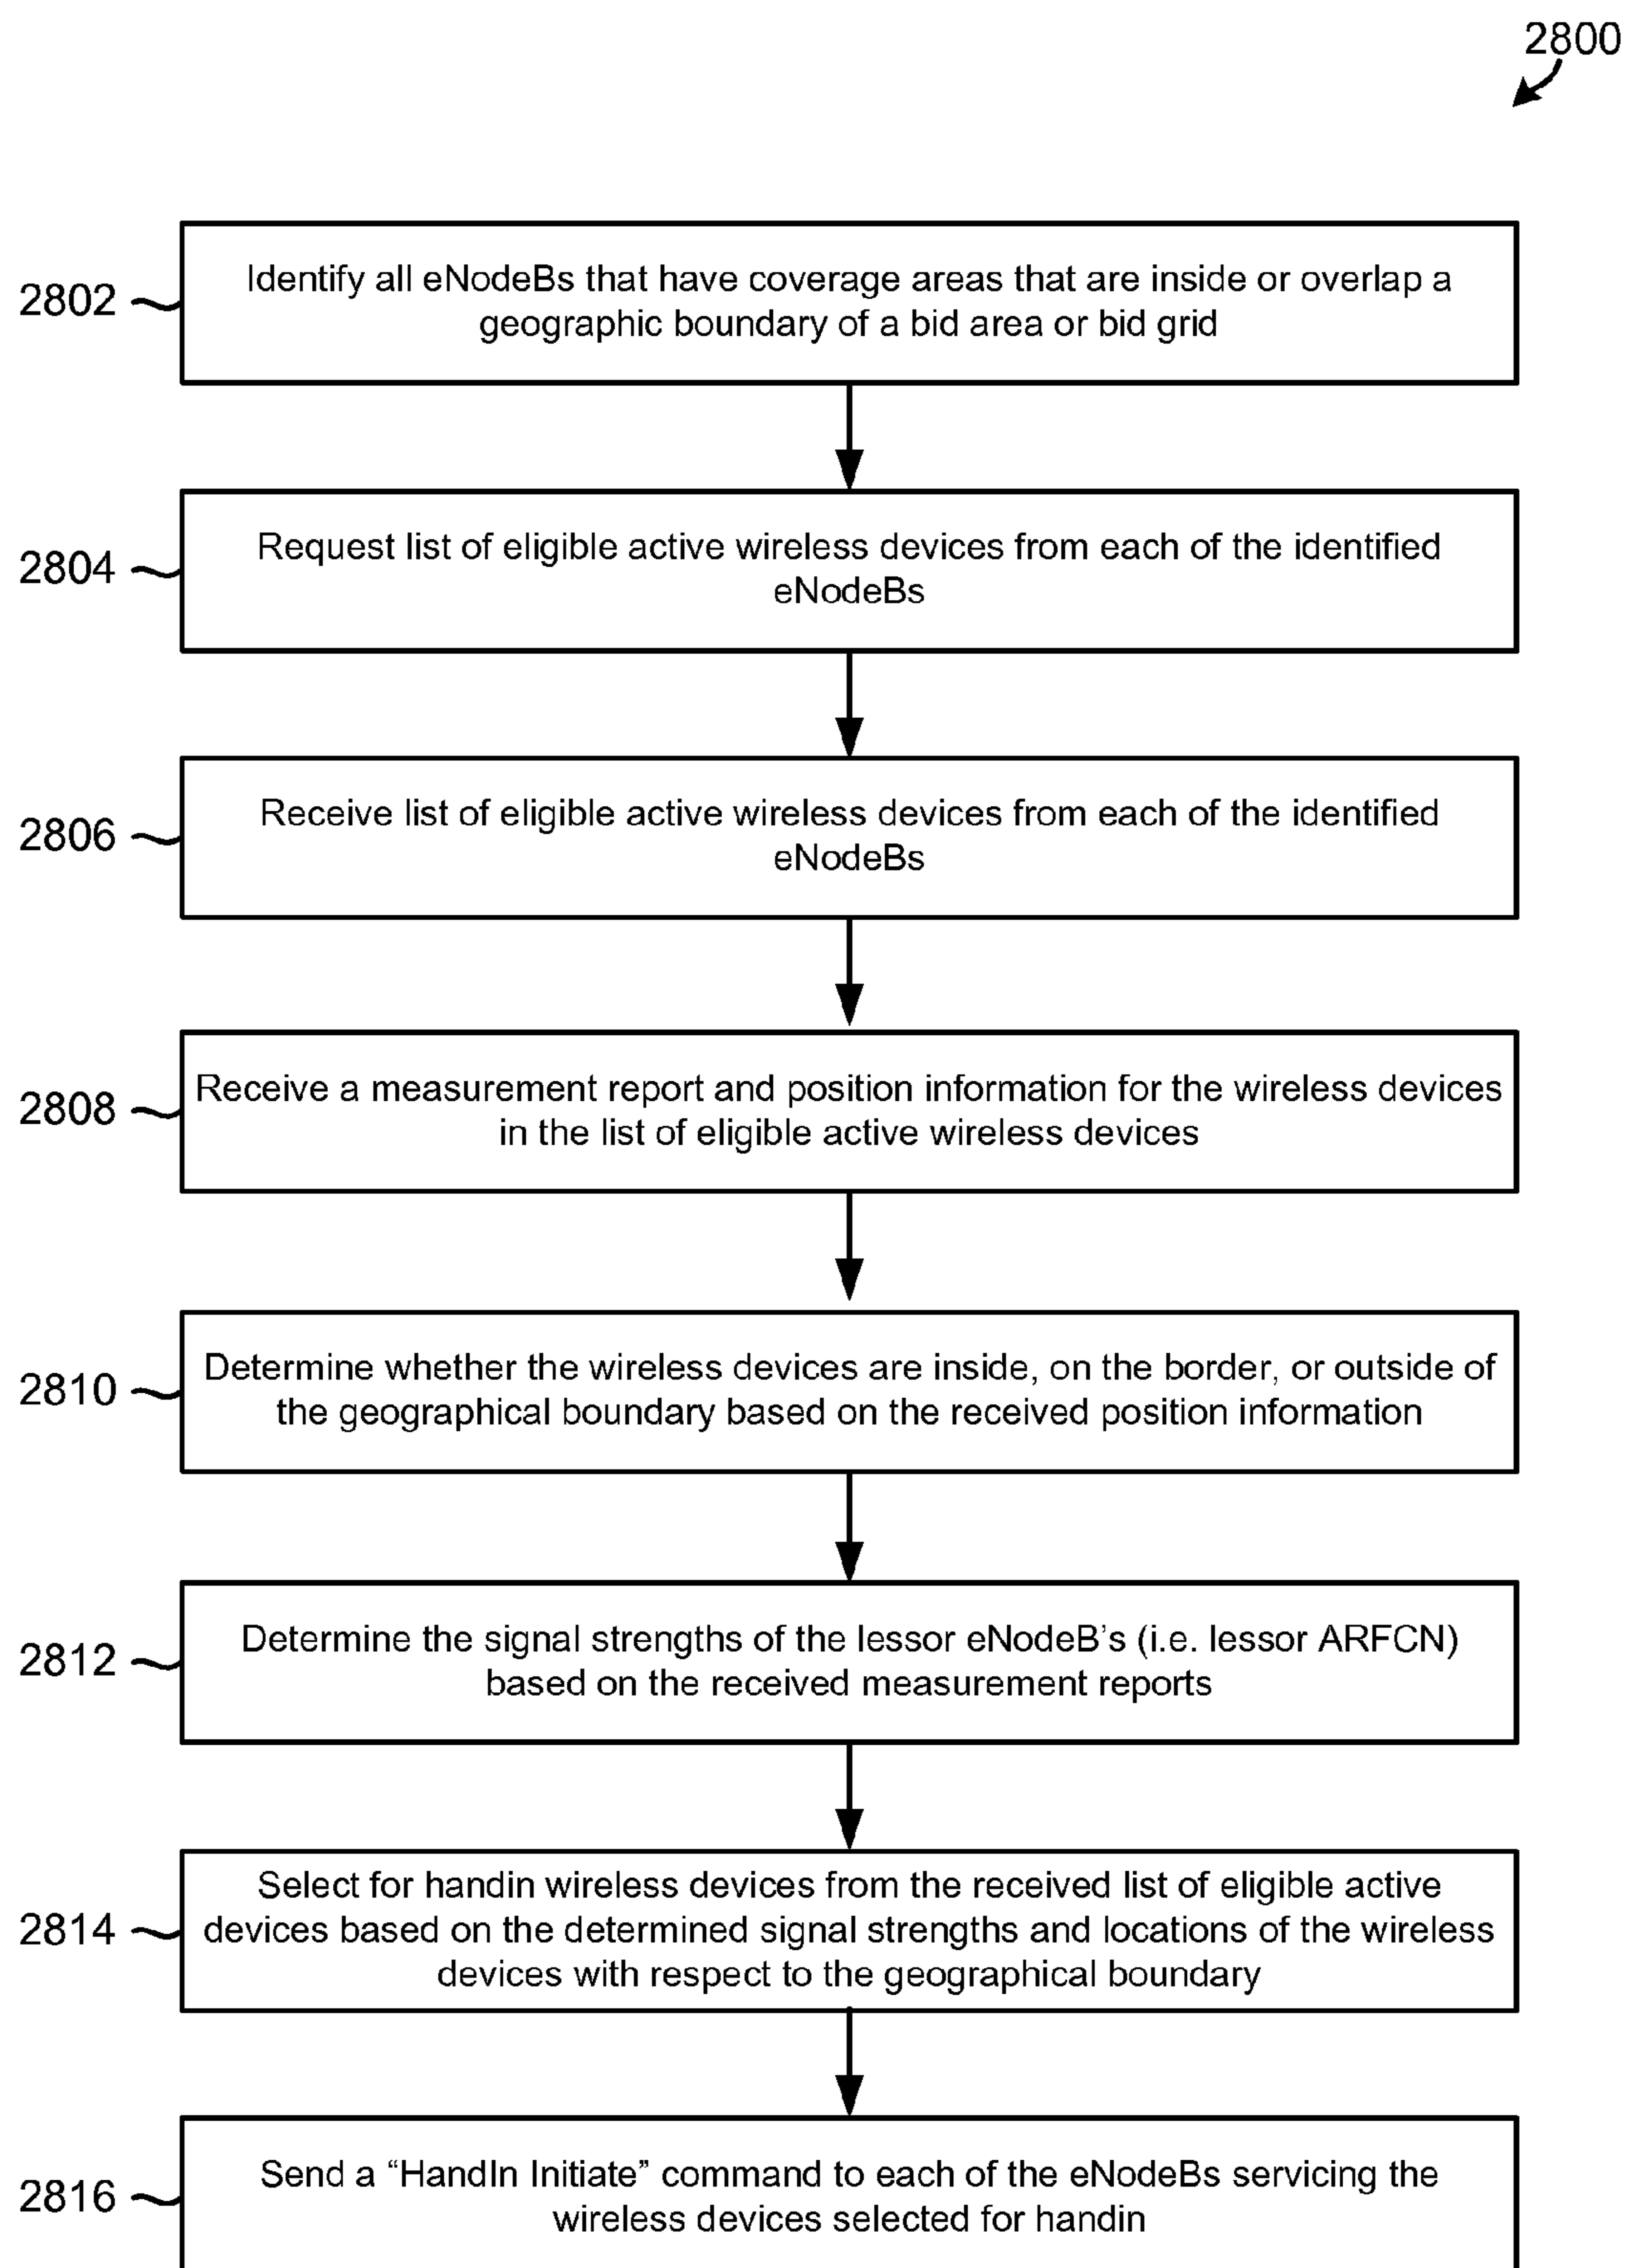 2800
2802
Identify all eNodeBs that have coverage areas that are inside or overlap a
geographic boundary of a bid area or bid grid
2804
Request list of eligible active wireless devices from each of the identified
eNodeBs
2806
Receive list of eligible active wireless devices from each of the identified
eNodeBs
2808
Receive a measurement report and position information for the wireless devices
in the list of eligible active wireless devices
2810
Determine whether the wireless devices are inside, on the border, or outside of
the geographical boundary based on the received position information
2812
Determine the signal strengths of the lessor eNodeB’s (i.e. lessor ARFCN)
based on the received measurement reports
2814
Select for handin wireless devices from the received list of eligible active
devices based on the determined signal strengths and locations of the wireless
devices with respect to the geographical boundary
2816
Send a “HandIn Initiate” command to each of the eNodeBs servicing the
wireless devices selected for handin